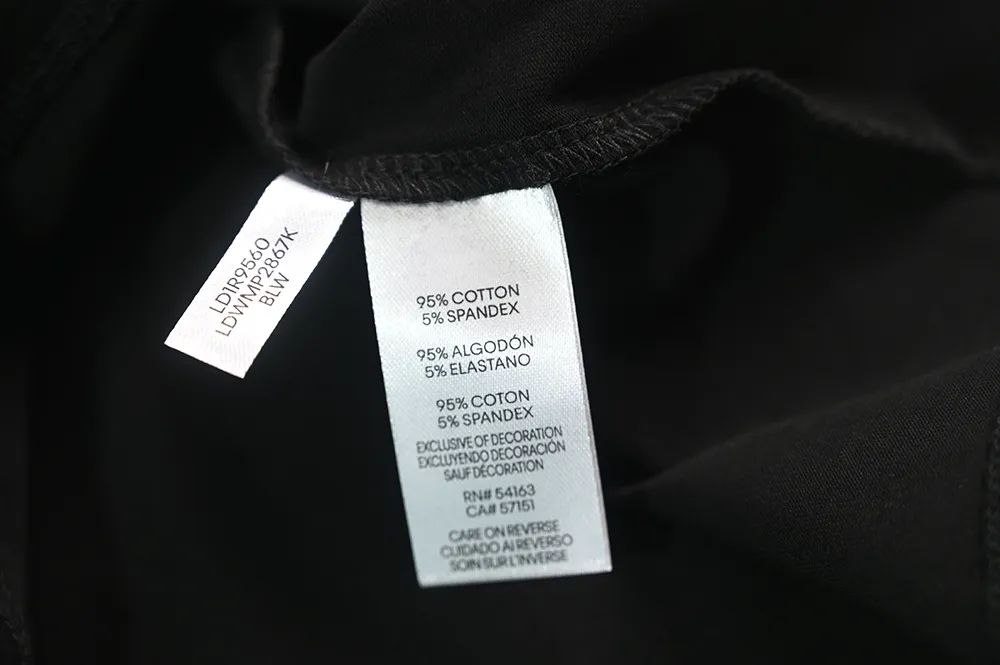 LD1R9560
LDWMP2867K
BLW
95% COTTON
5% SPANDEX
95% ALGODÓN
5% ELASTANO
95% COTON
5% SPANDEX
EXCLUSIVE OF DECORATION
EXCLUYENDO DECORACIÓN
SAUF DÉCORATION
RN# 54163
CA# 57151
CARE ON REVERSE
CUIDADO AI REVERSO
SOIN SUR L'INVERSE